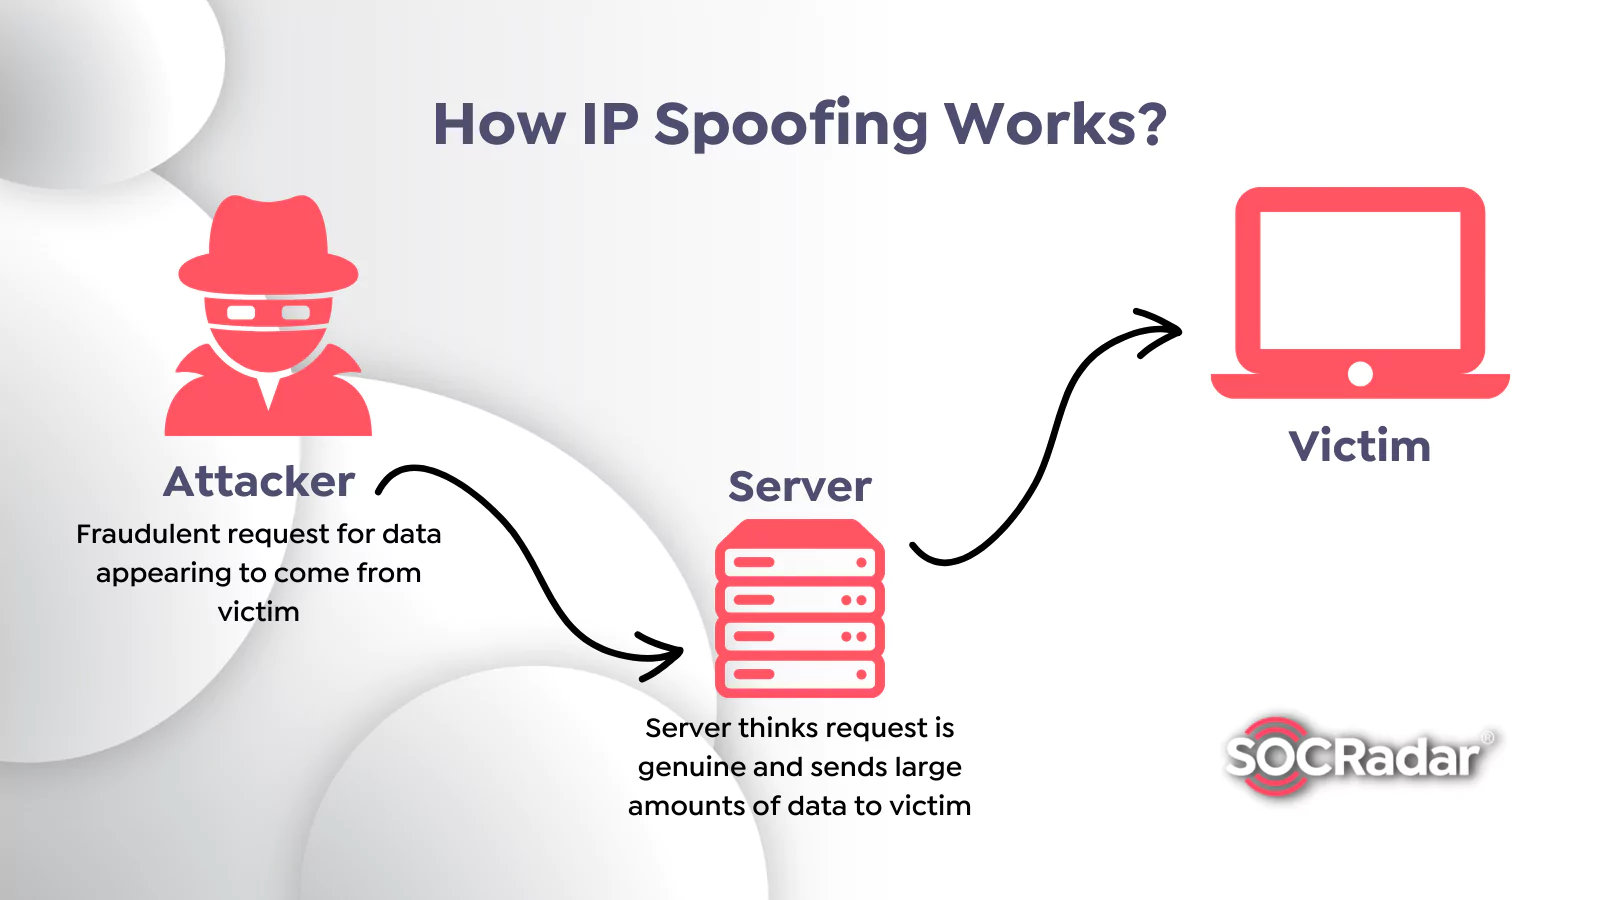 How IP Spoofing Works?
Attacker
Fraudulent request for data
appearing to come from
victim
Server
Server thinks request is
genuine and sends large
amounts of data to victim
Victim
SOCRadar®